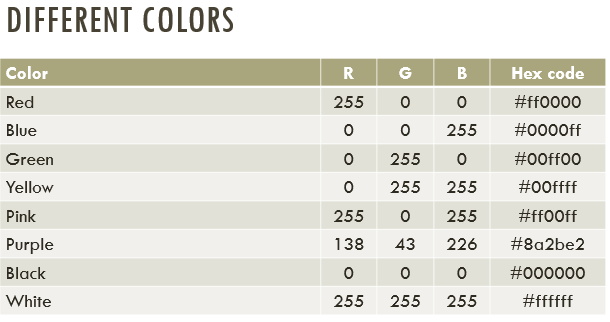 DIFFERENT COLORS
Color R G B Hex code
Red 255 0 0 #ff0000
Blue 0 0 255 #0000ff
Green 0 255 0 #00ff00
Yellow 0 255 255 #00ffff
Pink 255 0 255 #ff00ff
Purple 138 43 226 #8a2be2
Black 0 0 0 #000000
White 255 255 255 #ffffff